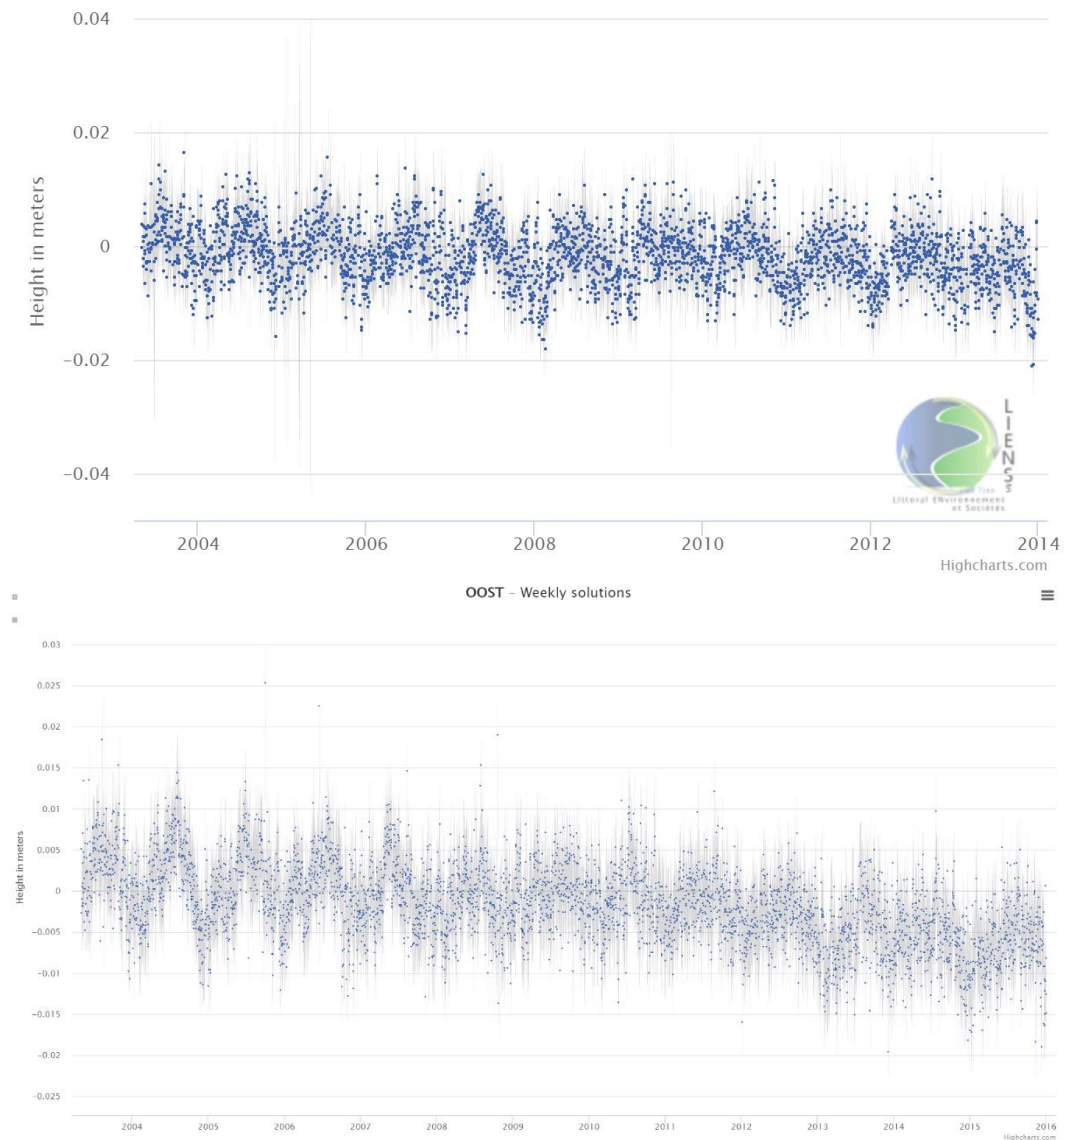 0.04
0.02
0
−0.02
−0.04
Height in meters
LIENSs
Littoral ENvironnement
et Sociétés
2004 2006 2008 2010 2012 2014
Highcharts.com
OOST – Weekly solutions
0.03
0.025
0.02
0.015
0.01
0.005
0
−0.005
−0.01
−0.015
−0.02
−0.025
Height in meters
2004 2005 2006 2007 2008 2009 2010 2011 2012 2013 2014 2015 2016
Highcharts.com